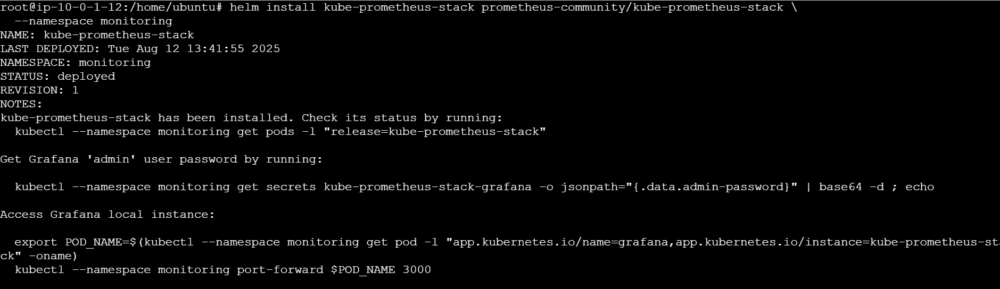 root@ip-10-0-1-12:/home/ubuntu# helm install kube-prometheus-stack prometheus-community/kube-prometheus-stack \
  --namespace monitoring
NAME: kube-prometheus-stack
LAST DEPLOYED: Tue Aug 12 13:41:55 2025
NAMESPACE: monitoring
STATUS: deployed
REVISION: 1
NOTES:
kube-prometheus-stack has been installed. Check its status by running:
  kubectl --namespace monitoring get pods -l "release=kube-prometheus-stack"

Get Grafana 'admin' user password by running:

  kubectl --namespace monitoring get secrets kube-prometheus-stack-grafana -o jsonpath="{.data.admin-password}" | base64 -d ; echo

Access Grafana local instance:

  export POD_NAME=$(kubectl --namespace monitoring get pod -l "app.kubernetes.io/name=grafana,app.kubernetes.io/instance=kube-prometheus-sta
ck" -oname)
  kubectl --namespace monitoring port-forward $POD_NAME 3000